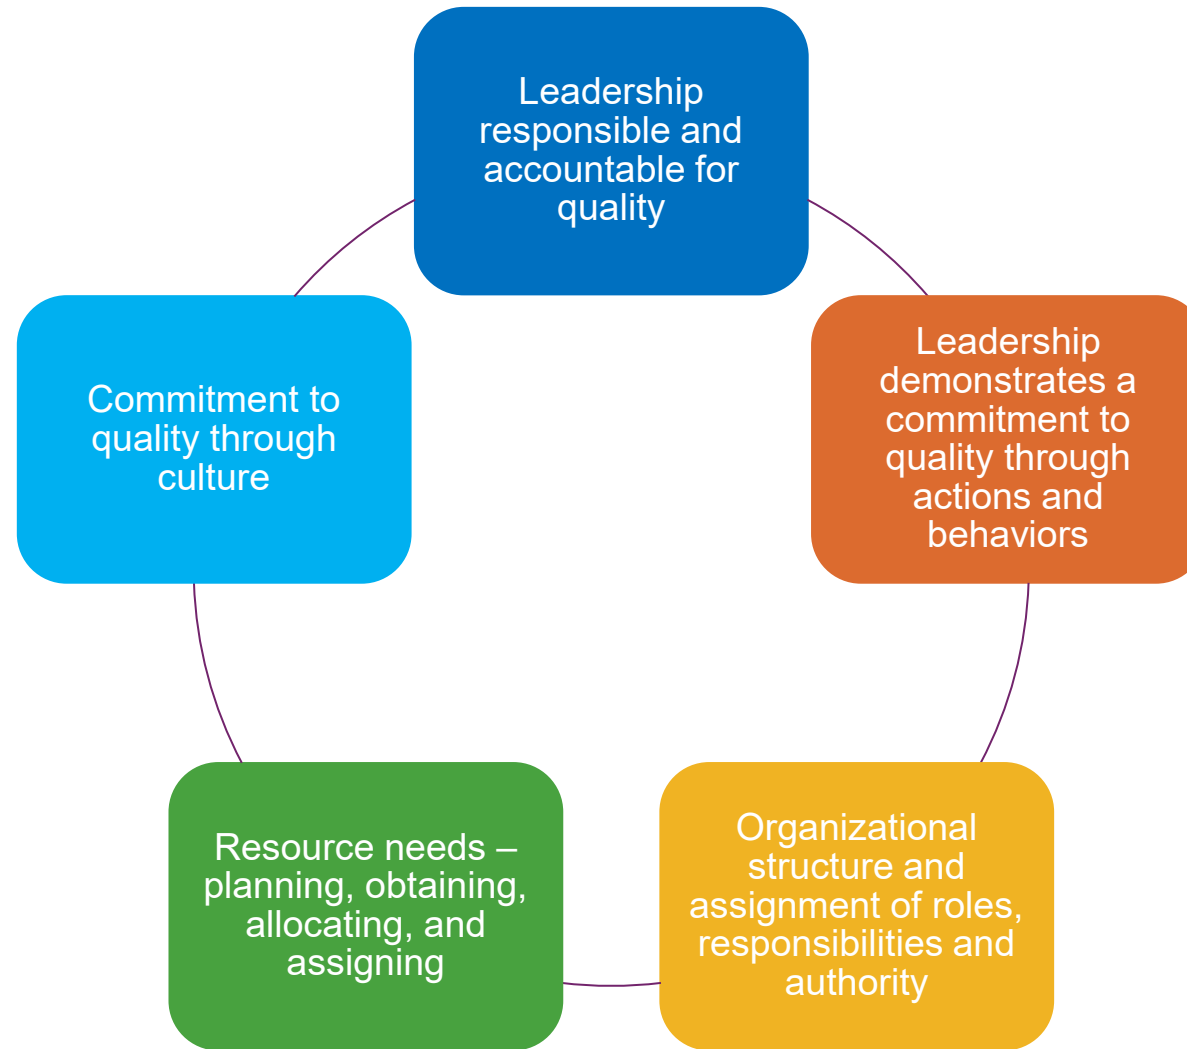 Leadership
responsible and
accountable for
quality
Leadership
demonstrates a
commitment to
quality through
actions and
behaviors
Organizational
structure and
assignment of roles,
responsibilities and
authority
Resource needs –
planning, obtaining,
allocating, and
assigning
Commitment to
quality through
culture